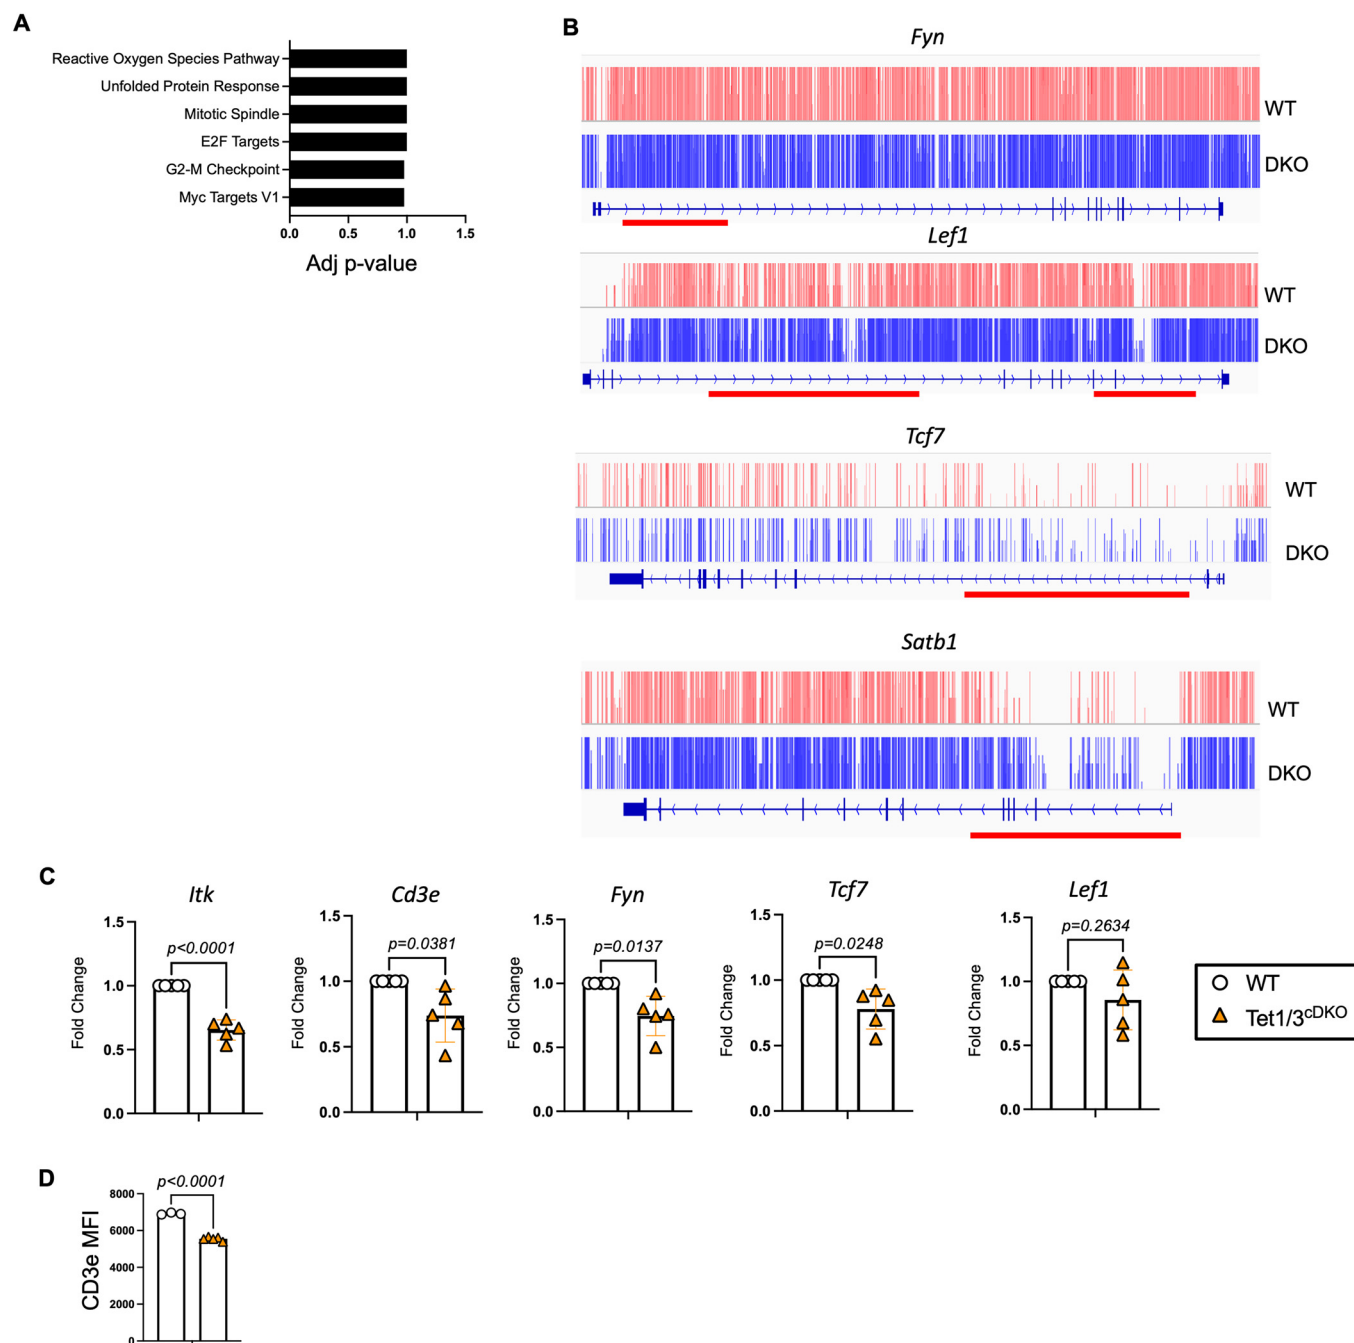 A
Reactive Oxygen Species Pathway
Unfolded Protein Response
Mitotic Spindle
E2F Targets
G2-M Checkpoint
Myc Targets V1
0.0 0.5 1.0 1.5
Adj p-value
B
Fyn
WT
DKO
Lef1
WT
DKO
Tcf7
WT
DKO
Satb1
WT
DKO
C
Itk
1.5
1.0
0.5
0.0
Fold Change
p<0.0001
Cd3e
1.5
1.0
0.5
0.0
Fold Change
p=0.0381
Fyn
1.5
1.0
0.5
0.0
Fold Change
p=0.0137
Tcf7
1.5
1.0
0.5
0.0
Fold Change
p=0.0248
Lef1
1.5
1.0
0.5
0.0
Fold Change
p=0.2634
WT
Tet1/3cDKO
D
p<0.0001
8000
6000
4000
2000
0
CD3e MFI